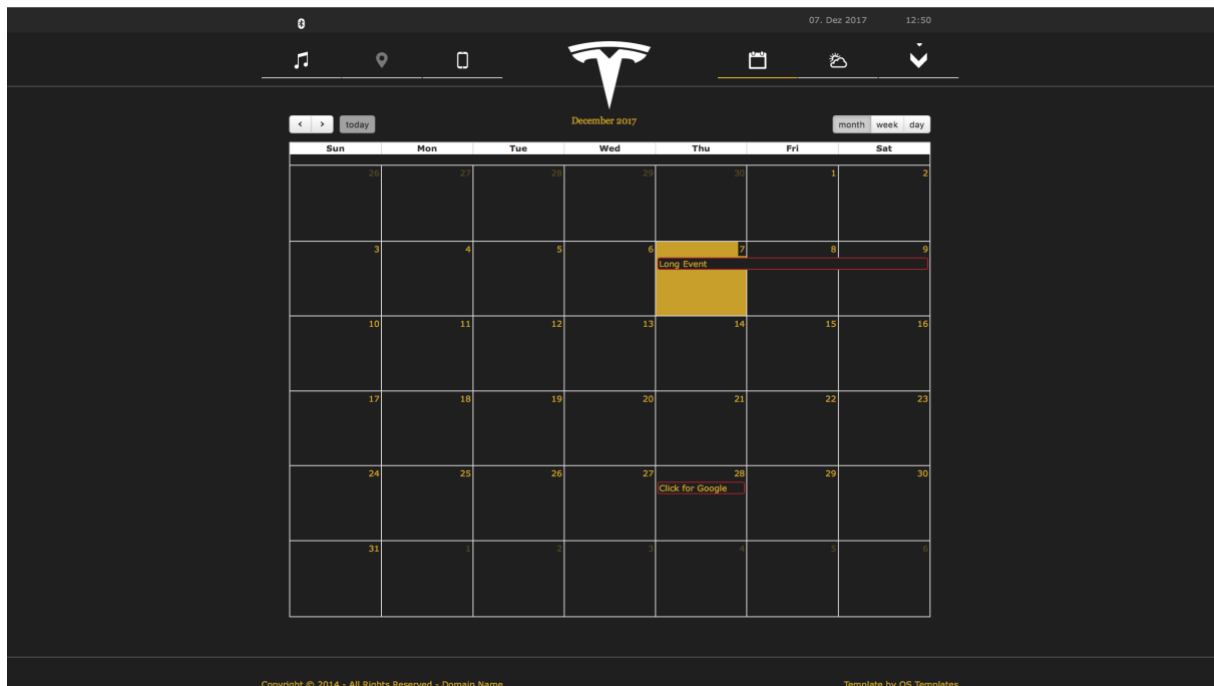 07. Dez 2017 12:50
December 2017
today
month week day
Sun Mon Tue Wed Thu Fri Sat
26 27 28 29 30 1 2
3 4 5 6 7 8 9
Long Event
10 11 12 13 14 15 16
17 18 19 20 21 22 23
24 25 26 27 28 29 30
Click for Google
31 1 2 3 4 5 6
Copyright © 2014 - All Rights Reserved - Domain Name Template by OS Templates